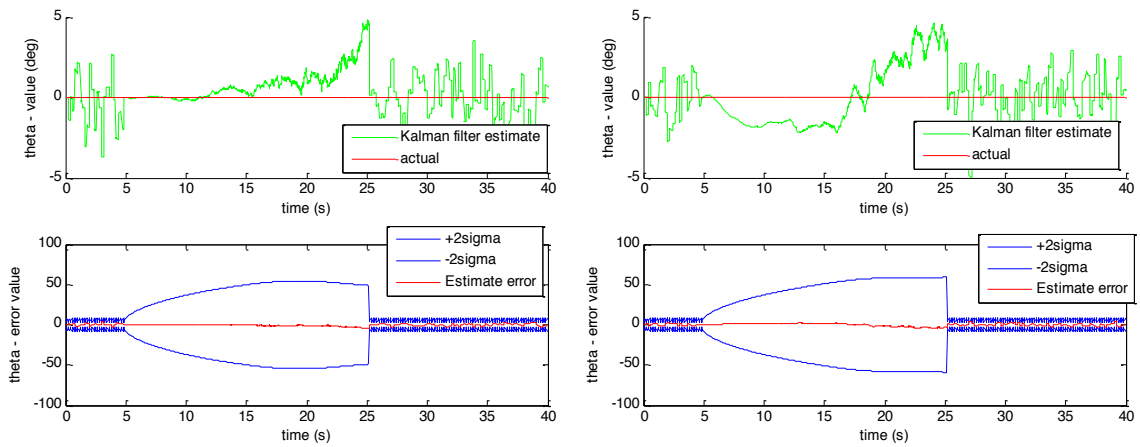 theta - value (deg)
5
0
-5
Kalman filter estimate
actual
0 5 10 15 20 25 30 35 40
time (s)
theta - value (deg)
5
0
-5
Kalman filter estimate
actual
0 5 10 15 20 25 30 35 40
time (s)
theta - error value
100
50
0
-50
-100
+2sigma
-2sigma
Estimate error
0 5 10 15 20 25 30 35 40
time (s)
theta - error value
100
50
0
-50
-100
+2sigma
-2sigma
Estimate error
0 5 10 15 20 25 30 35 40
time (s)